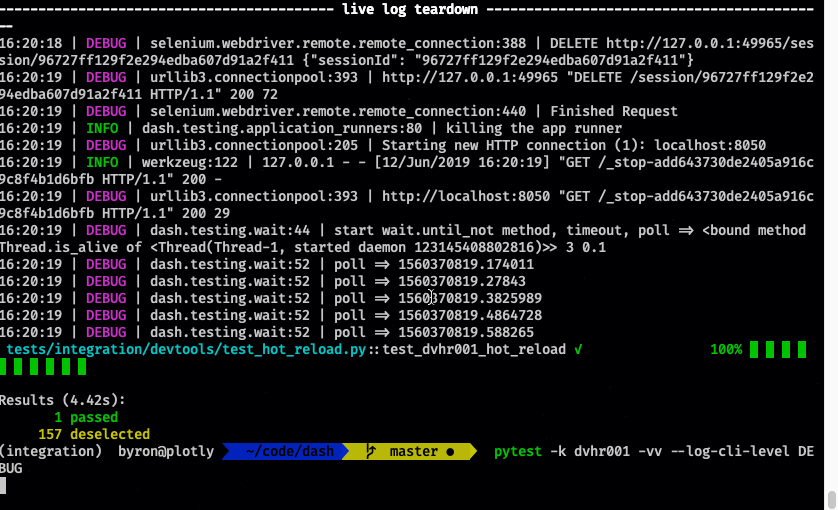 ---------------------------------------- live log teardown ----------------------------------------
--
16:20:18 | DEBUG | selenium.webdriver.remote.remote_connection:388 | DELETE http://127.0.0.1:49965/ses
sion/96727ff129f2e294edba607d91a2f411 {"sessionId": "96727ff129f2e294edba607d91a2f411"}
16:20:19 | DEBUG | urllib3.connectionpool:393 | http://127.0.0.1:49965 "DELETE /session/96727ff129f2e2
94edba607d91a2f411 HTTP/1.1" 200 72
16:20:19 | DEBUG | selenium.webdriver.remote.remote_connection:440 | Finished Request
16:20:19 | INFO | dash.testing.application_runners:80 | killing the app runner
16:20:19 | DEBUG | urllib3.connectionpool:205 | Starting new HTTP connection (1): localhost:8050
16:20:19 | INFO | werkzeug:122 | 127.0.0.1 - - [12/Jun/2019 16:20:19] "GET /_stop-add643730de2405a916c
9c8f4b1d6bfb HTTP/1.1" 200 -
16:20:19 | DEBUG | urllib3.connectionpool:393 | http://localhost:8050 "GET /_stop-add643730de2405a916c
9c8f4b1d6bfb HTTP/1.1" 200 29
16:20:19 | DEBUG | dash.testing.wait:44 | start wait.until_not method, timeout, poll => <bound method
Thread.is_alive of <Thread(Thread-1, started daemon 123145408802816)>> 3 0.1
16:20:19 | DEBUG | dash.testing.wait:52 | poll => 1560370819.174011
16:20:19 | DEBUG | dash.testing.wait:52 | poll => 1560370819.27843
16:20:19 | DEBUG | dash.testing.wait:52 | poll => 1560370819.3825989
16:20:19 | DEBUG | dash.testing.wait:52 | poll => 1560370819.4864728
16:20:19 | DEBUG | dash.testing.wait:52 | poll => 1560370819.588265
tests/integration/devtools/test_hot_reload.py::test_dvhr001_hot_reload ✓ 100%
Results (4.42s):
1 passed
157 deselected
(integration) byron@plotly ~/code/dash master ● pytest -k dvhr001 -vv --log-cli-level DE
BUG